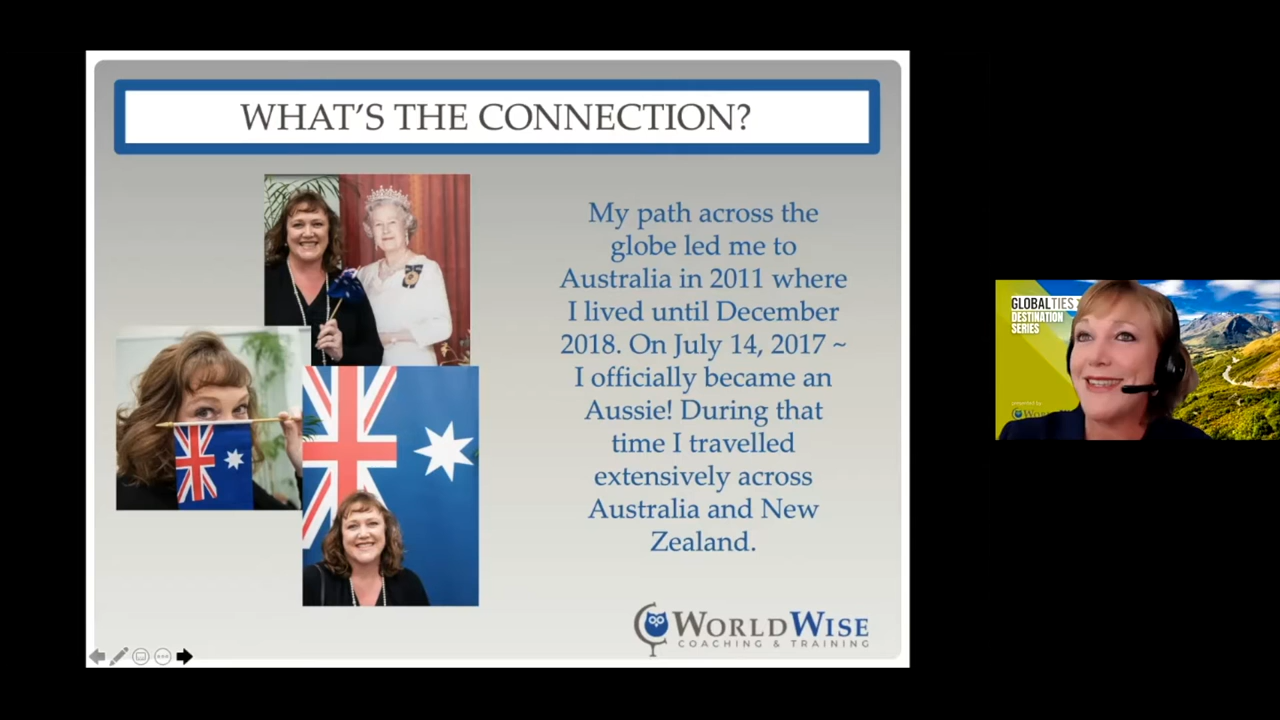 WHAT'S THE CONNECTION?
My path across the
globe led me to
Australia in 2011 where
I lived until December
2018. On July 14, 2017 ~
I officially became an
Aussie! During that
time I travelled
extensively across
Australia and New
Zealand.
WORLDWISE
COACHING & TRAINING
GLOBALTIES
DESTINATION
SERIES
presented by